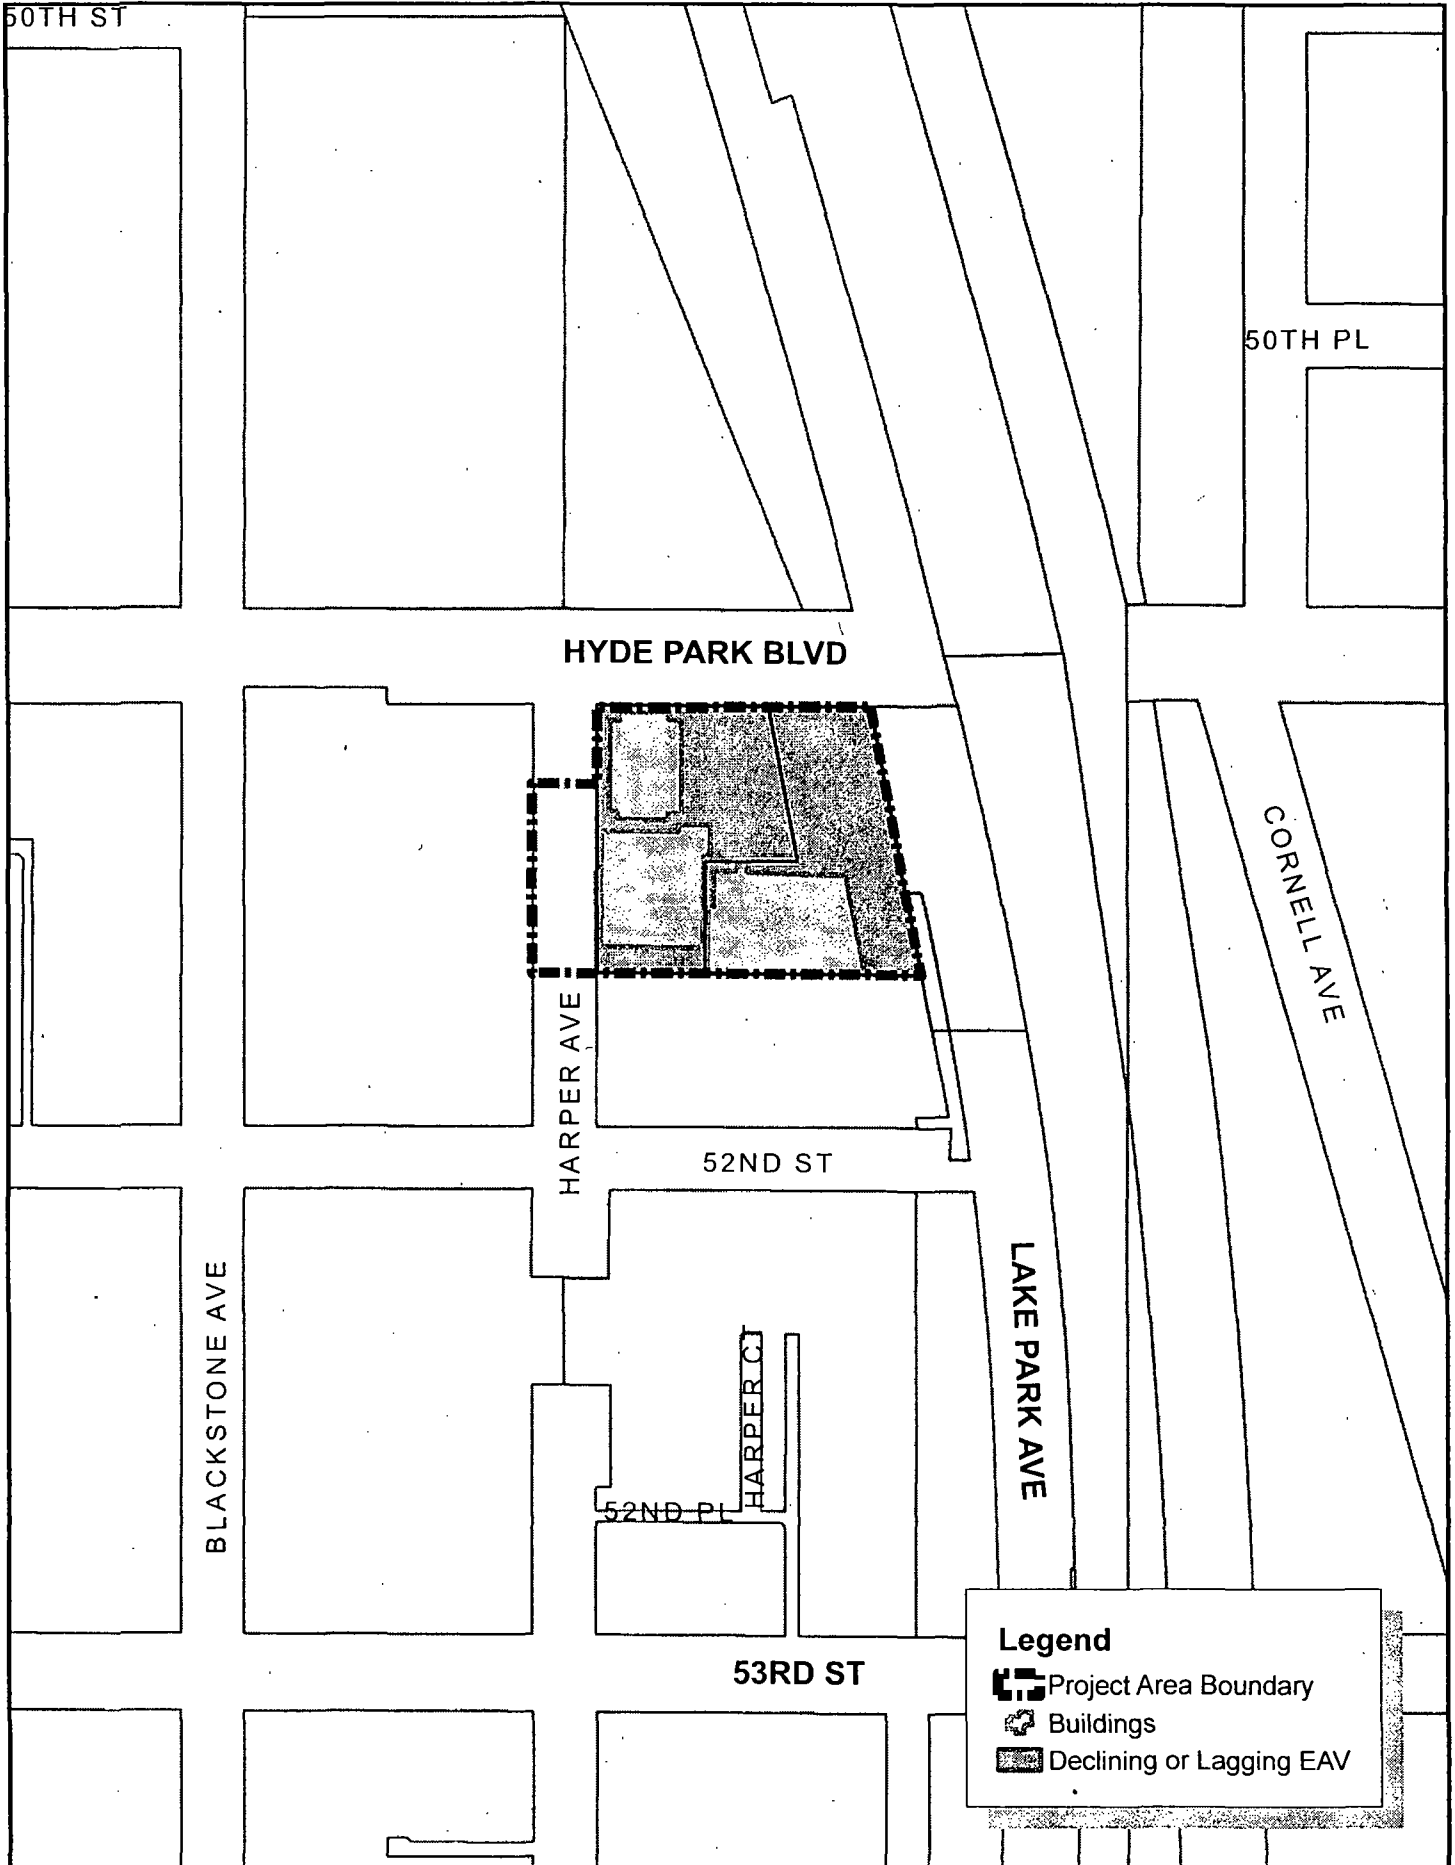 50TH ST
50TH PL
HYDE PARK BLVD
CORNELL AVE
HARPER AVE
52ND ST
LAKE PARK AVE
BLACKSTONE AVE
HARPER CT
52ND PL
53RD ST
Legend
Project Area Boundary
Buildings
Declining or Lagging EAV